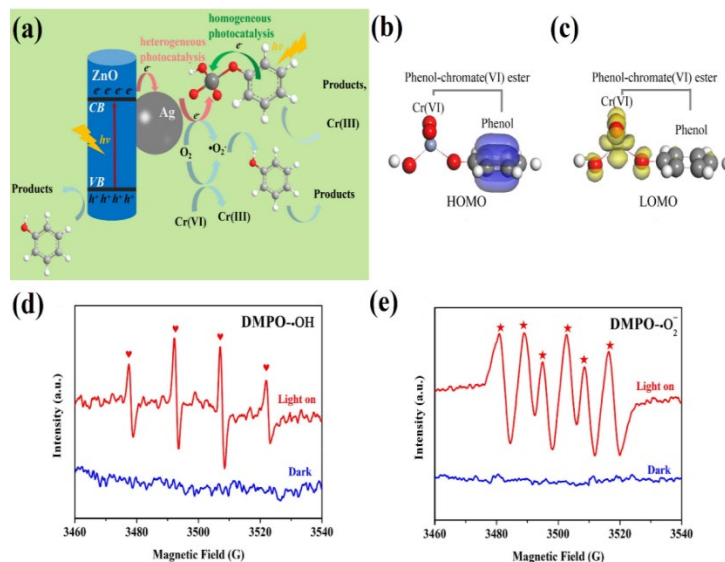 (a)
homogeneous
photocatalysis
heterogeneous
photocatalysis
e⁻
hν
ZnO
e⁻ e⁻ e⁻ e⁻
CB
e⁻
Ag
e⁻
Products,
Cr(III)
hν
O₂
•O₂⁻
Products
VB
h⁺ h⁺ h⁺ h⁺
Cr(VI)
Cr(III)
Products
(b)
Phenol-chromate(VI) ester
Cr(VI)
Phenol
HOMO
(c)
Phenol-chromate(VI) ester
Cr(VI)
Phenol
LOMO
(d)
DMPO-•OH
♥ ♥ ♥ ♥
Light on
Dark
Intensity (a.u.)
3460 3480 3500 3520 3540
Magnetic Field (G)
(e)
DMPO-•O₂⁻
★ ★ ★ ★ ★ ★
Light on
Dark
Intensity (a.u.)
3460 3480 3500 3520 3540
Magnetic Field (G)